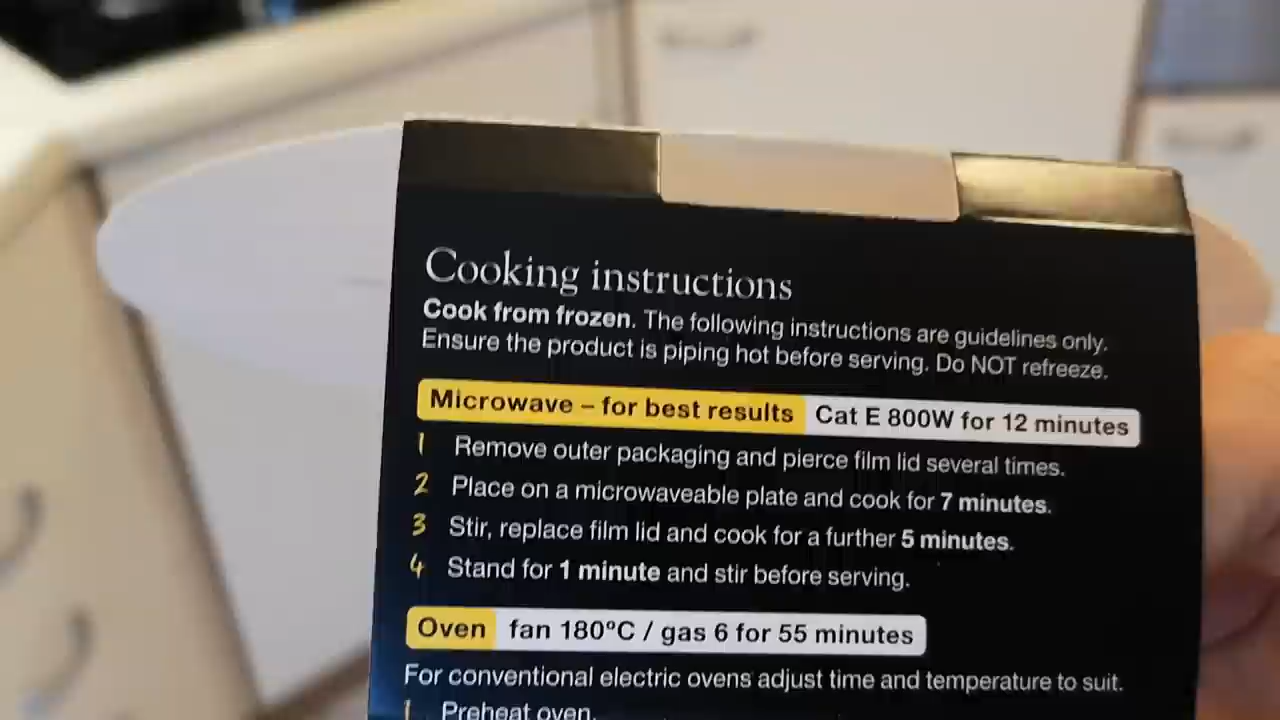 Cooking instructions
Cook from frozen. The following instructions are guidelines only.
Ensure the product is piping hot before serving. Do NOT refreeze.
Microwave – for best results Cat E 800W for 12 minutes
1 Remove outer packaging and pierce film lid several times.
2 Place on a microwaveable plate and cook for 7 minutes.
3 Stir, replace film lid and cook for a further 5 minutes.
4 Stand for 1 minute and stir before serving.
Oven fan 180°C / gas 6 for 55 minutes
For conventional electric ovens adjust time and temperature to suit.
1 Preheat oven.